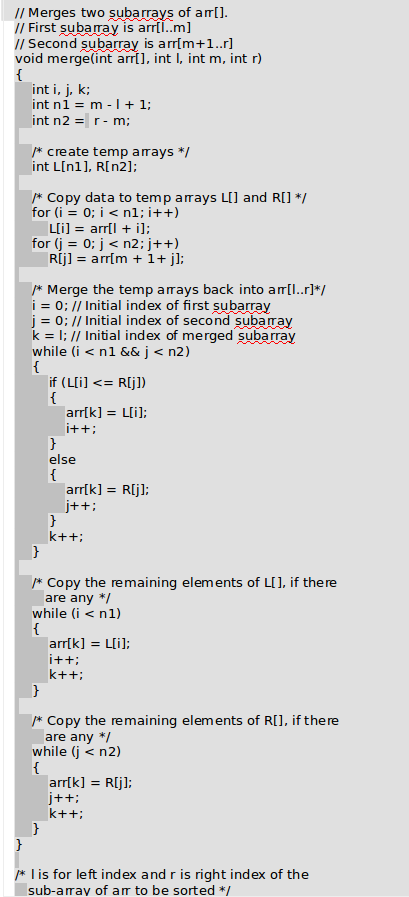 // Merges two subarrays of arr[].
// First subarray is arr[l..m]
// Second subarray is arr[m+1..r]
void merge(int arr[], int l, int m, int r)
{
int i, j, k;
int n1 = m - l + 1;
int n2 =  r - m;
/* create temp arrays */
int L[n1], R[n2];
/* Copy data to temp arrays L[] and R[] */
for (i = 0; i < n1; i++)
L[i] = arr[l + i];
for (j = 0; j < n2; j++)
R[j] = arr[m + 1+ j];
/* Merge the temp arrays back into arr[l..r]*/
i = 0; // Initial index of first subarray
j = 0; // Initial index of second subarray
k = l; // Initial index of merged subarray
while (i < n1 && j < n2)
{
if (L[i] <= R[j])
{
arr[k] = L[i];
i++;
}
else
{
arr[k] = R[j];
j++;
}
k++;
}
/* Copy the remaining elements of L[], if there
are any */
while (i < n1)
{
arr[k] = L[i];
i++;
k++;
}
/* Copy the remaining elements of R[], if there
are any */
while (j < n2)
{
arr[k] = R[j];
j++;
k++;
}
}
/* l is for left index and r is right index of the
sub-array of arr to be sorted */